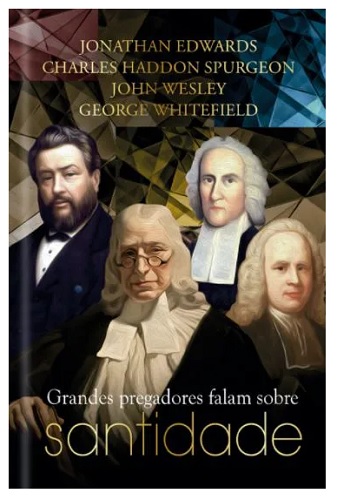 JONATHAN EDWARDS
CHARLES HADDON SPURGEON
JOHN WESLEY
GEORGE WHITEFIELD
Grandes pregadores falam sobre
santidade